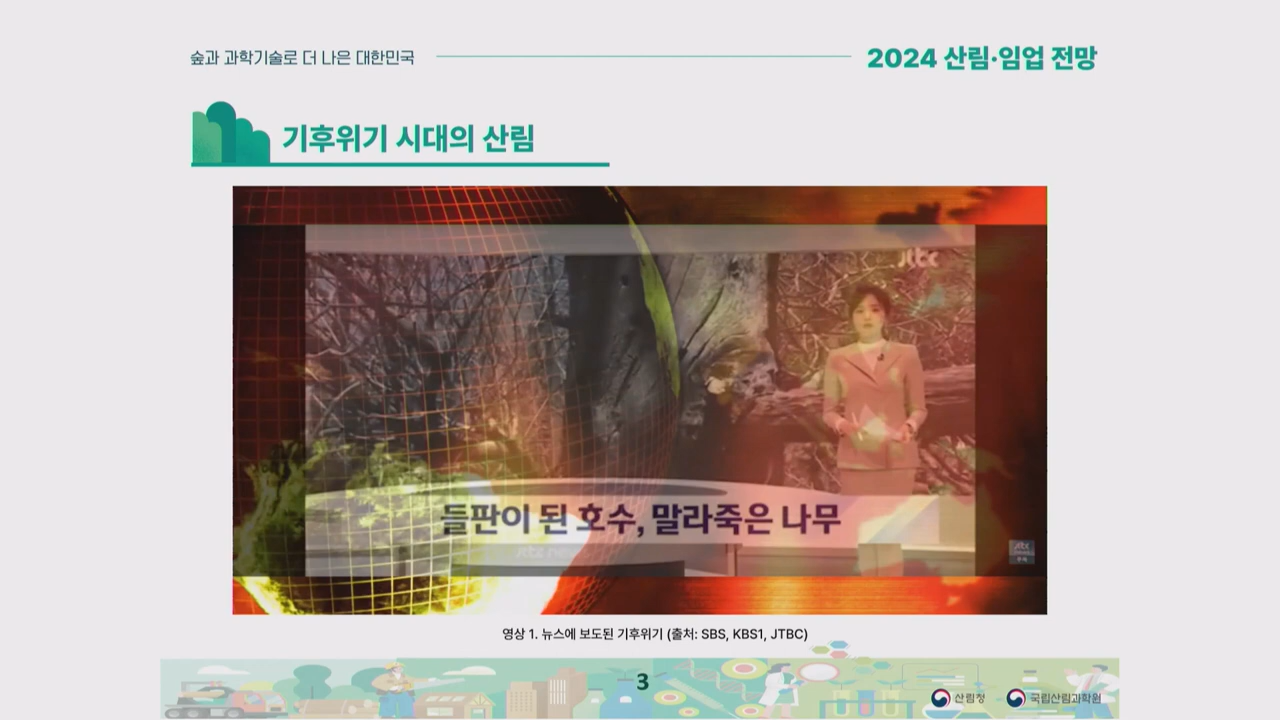 숲과 과학기술로 더 나은 대한민국
2024 산림·임업 전망
기후위기 시대의 산림
jtbc
들판이 된 호수, 말라죽은 나무
jtbc news
영상 1. 뉴스에 보도된 기후위기 (출처: SBS, KBS1, JTBC)
3
산림청
국립산림과학원